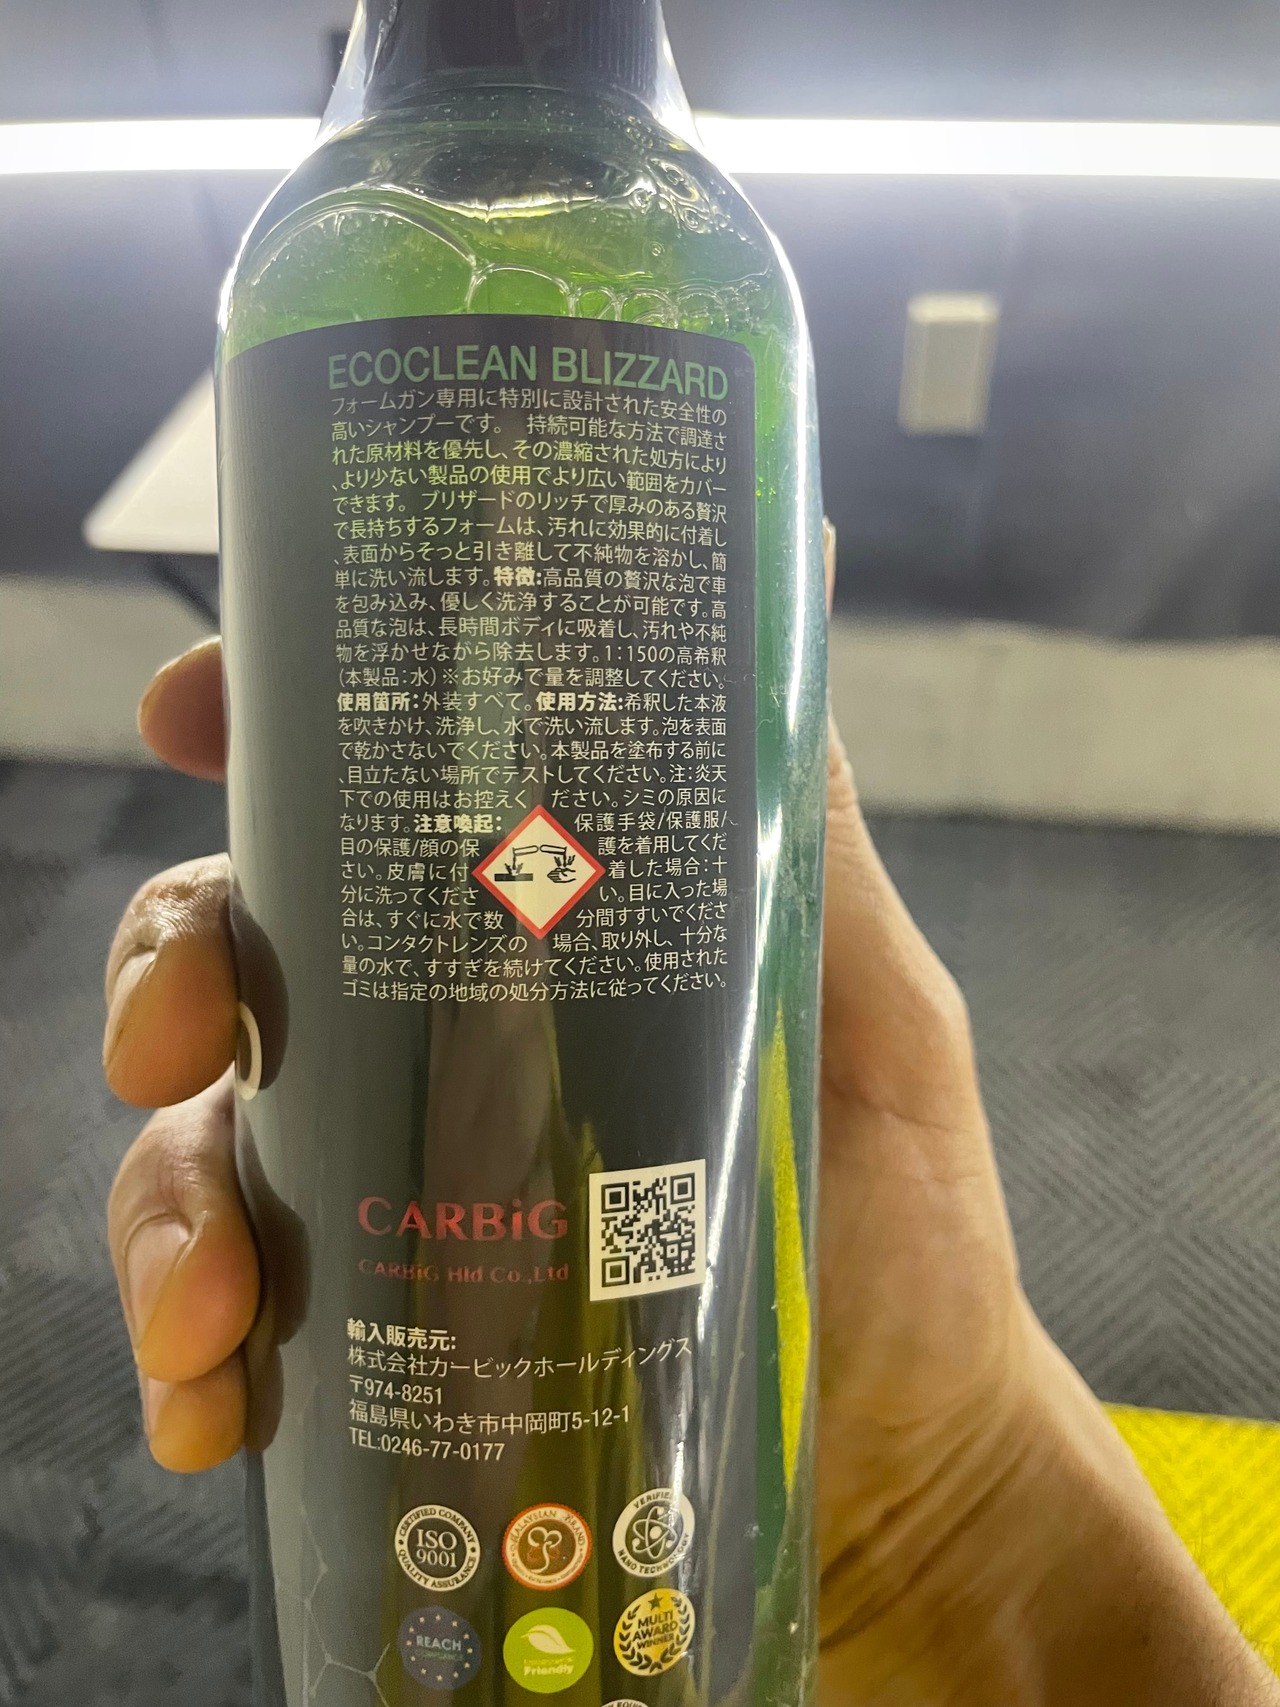 ECOCLEAN BLIZZARD
フォームガン専用に特別に設計された安全性の
高いシャンプーです。 持続可能な方法で調達さ
れた原材料を優先し、その濃縮された処方により
、より少ない製品の使用でより広い範囲をカバー
できます。 ブリザードのリッチで厚みのある贅沢
で長持ちするフォームは、汚れに効果的に付着し
、表面からそっと引き離して不純物を溶かし、簡
単に洗い流します。特徴:高品質の贅沢な泡で車
を包み込み、優しく洗浄することが可能です。高
品質な泡は、長時間ボディに吸着し、汚れや不純
物を浮かせながら除去します。1:150の高希釈
(本製品:水)※お好みで量を調整してください。
使用箇所:外装すべて。使用方法:希釈した本液
を吹きかけ、洗浄し、水で洗い流します。泡を表面
で乾かさないでください。本製品を塗布する前に
、目立たない場所でテストしてください。注:炎天
下での使用はお控えく ださい。シミの原因に
なります。注意喚起: 保護手袋/保護服/
目の保護/顔の保 護を着用してくだ
さい。皮膚に付 着した場合:十
分に洗ってくださ い。目に入った場
合は、すぐに水で数 分間すすいでくださ
い。コンタクトレンズの 場合、取り外し、十分な
量の水で、すすぎを続けてください。使用された
ゴミは指定の地域の処分方法に従ってください。
CARBiG
CARBiG Hld Co.,Ltd
輸入販売元:
株式会社カービックホールディングス
〒974-8251
福島県いわき市中岡町5-12-1
TEL:0246-77-0177
CERTIFIED COMPANY
ISO
9001
QUALITY ASSURANCE
MALAYSIAN BRAND
VERIFIED
NANO TECHNOLOGY
REACH
COMPLIANCE
Friendly
MULTI
AWARD
WINNER